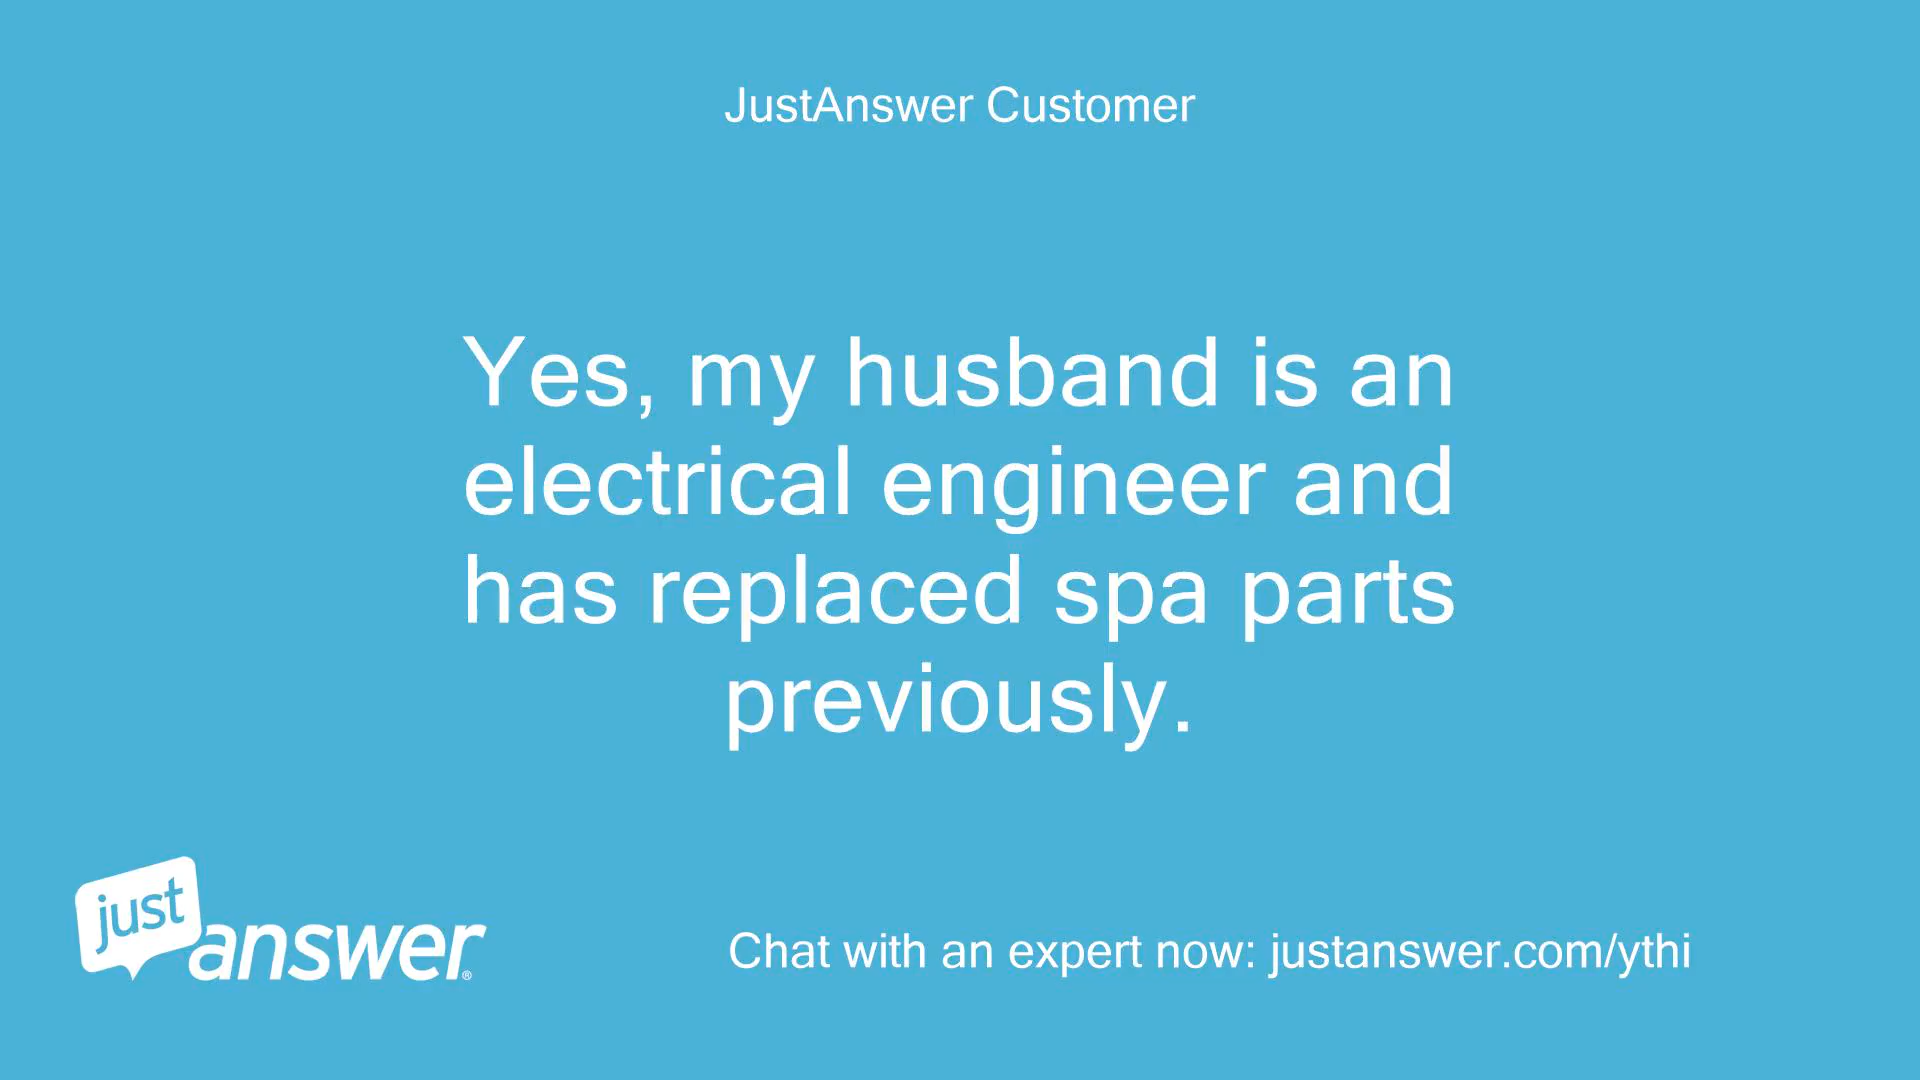 JustAnswer Customer
Yes, my husband is an
electrical engineer and
has replaced spa parts
previously.
just
answer®
Chat with an expert now: justanswer.com/ythi